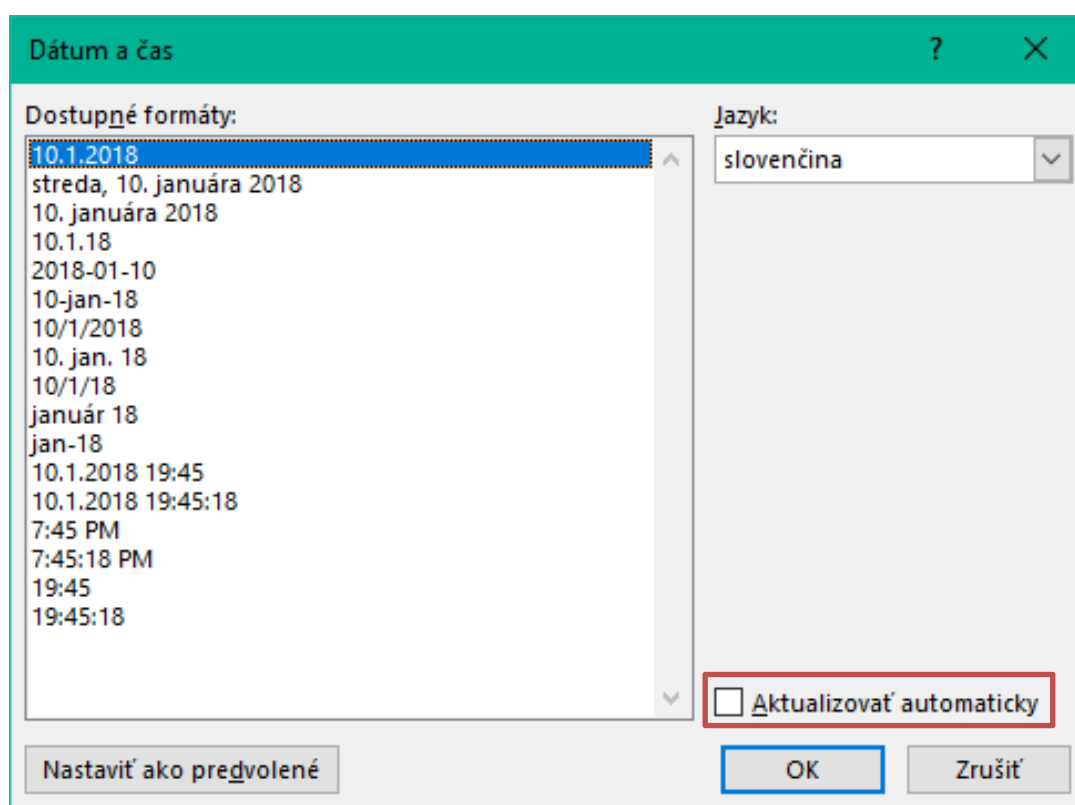 Dátum a čas
?
Dostupné formáty:
10.1.2018
streda, 10. januára 2018
10. januára 2018
10.1.18
2018-01-10
10-jan-18
10/1/2018
10. jan. 18
10/1/18
január 18
jan-18
10.1.2018 19:45
10.1.2018 19:45:18
7:45 PM
7:45:18 PM
19:45
19:45:18
Jazyk:
slovenčina
Aktualizovať automaticky
Nastaviť ako predvolené
OK
Zrušiť